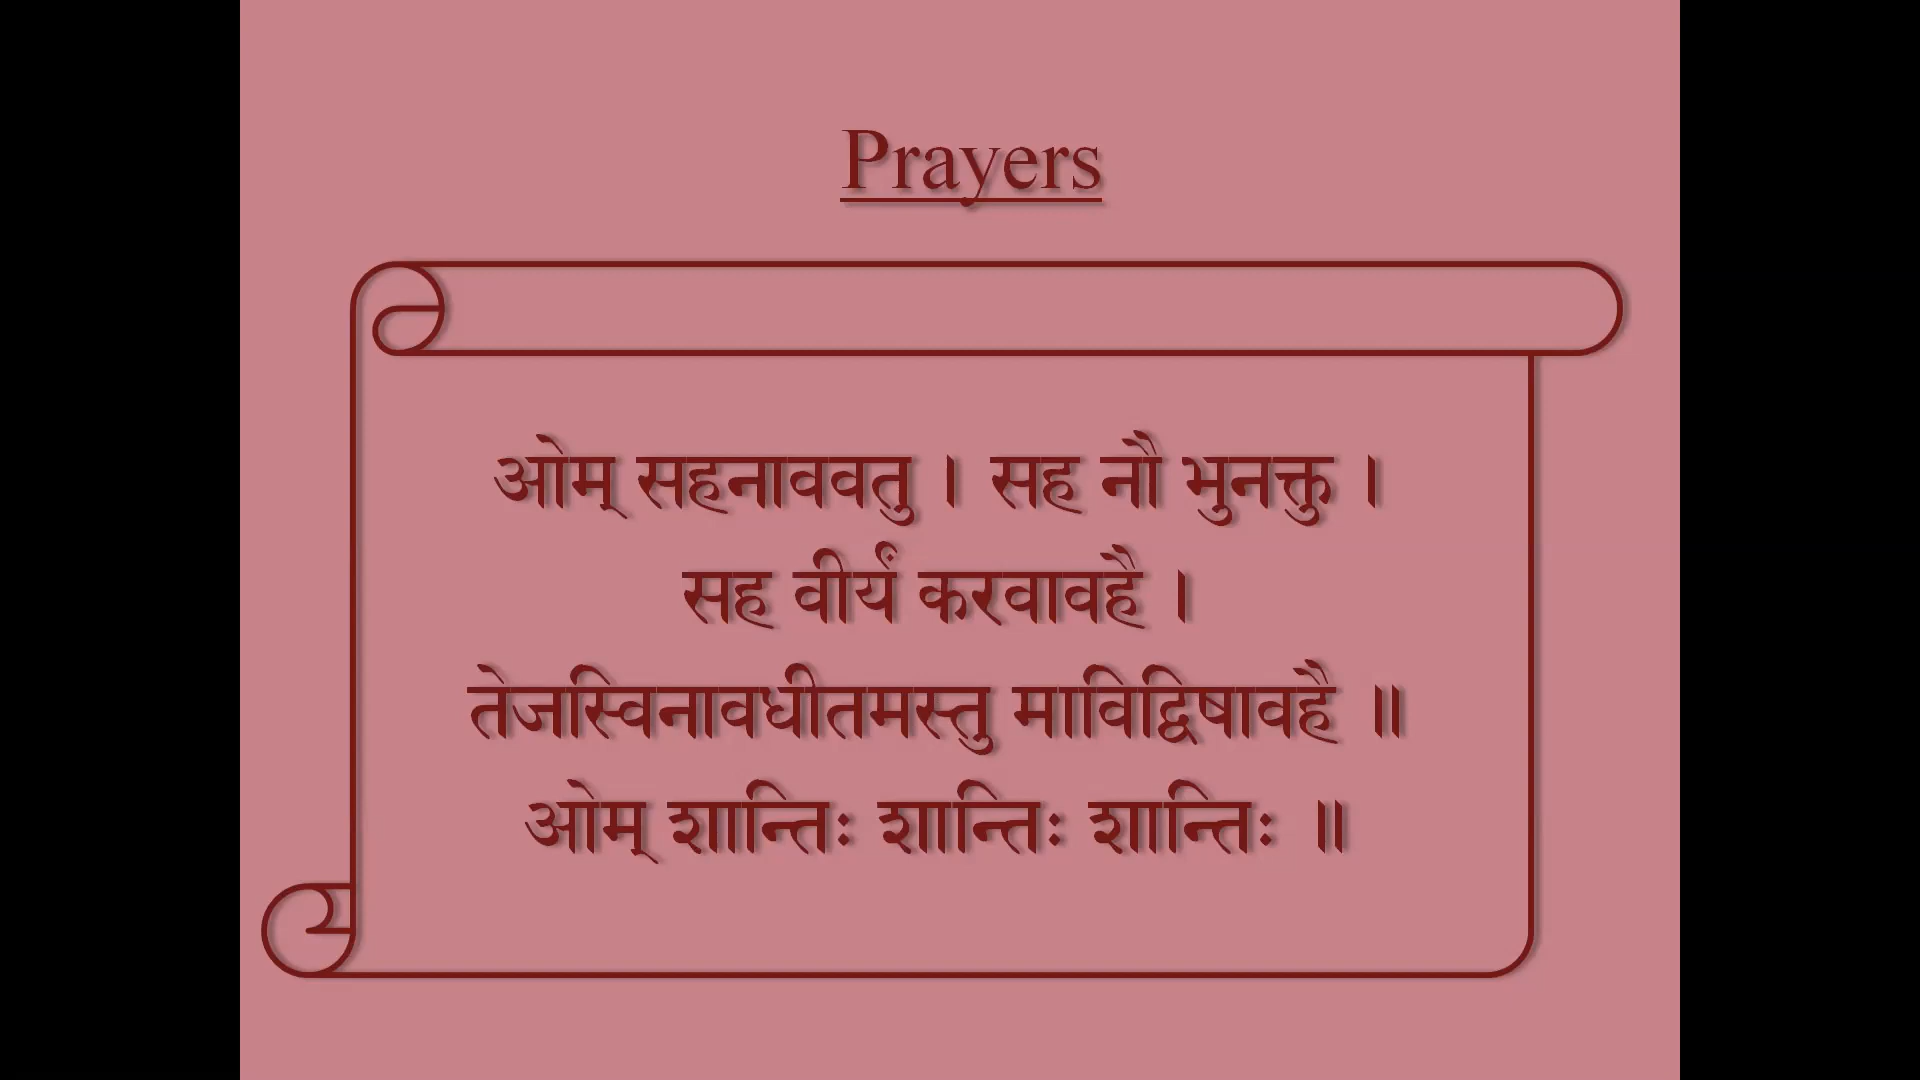 Prayers
ओम् सहनाववतु । सह नौ भुनक्तु ।
सह वीर्यं करवावहै ।
तेजस्विनावधीतमस्तु माविद्विषावहै ॥
ओम् शान्तिः शान्तिः शान्तिः ॥